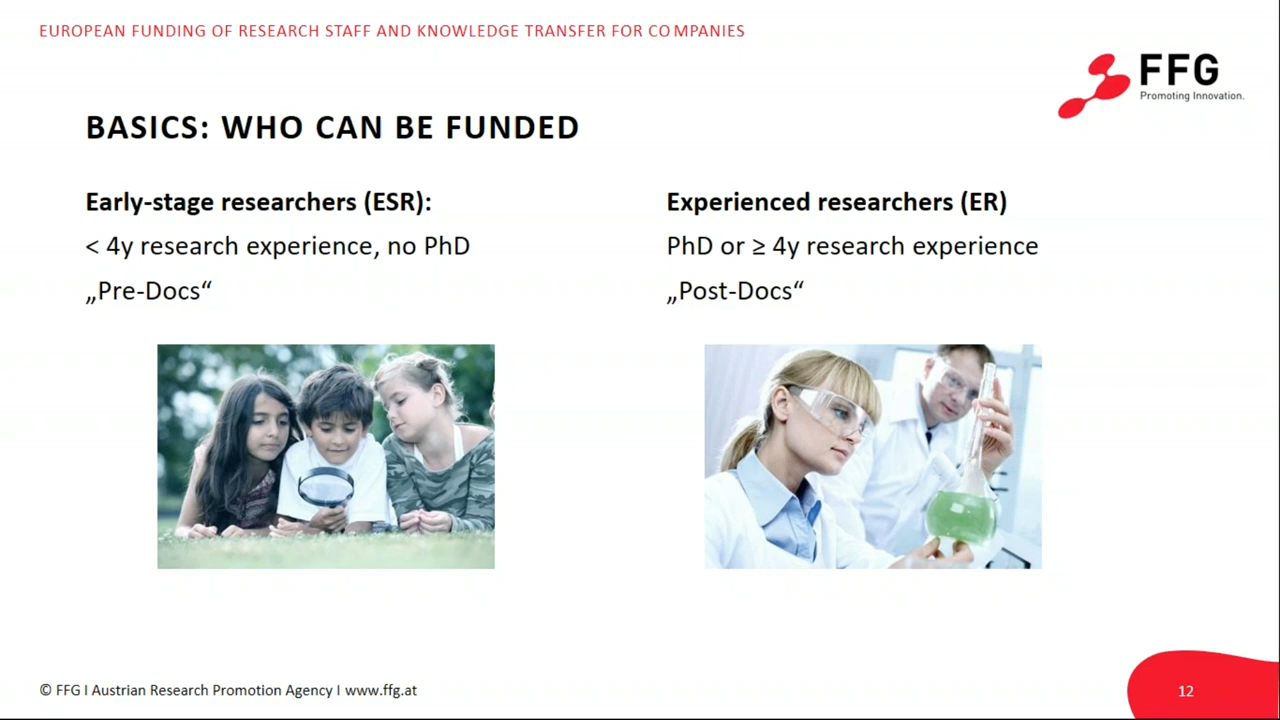 EUROPEAN FUNDING OF RESEARCH STAFF AND KNOWLEDGE TRANSFER FOR COMPANIES
FFG
Promoting Innovation.
BASICS: WHO CAN BE FUNDED
Early-stage researchers (ESR):
< 4y research experience, no PhD
„Pre-Docs“
Experienced researchers (ER)
PhD or ≥ 4y research experience
„Post-Docs“
© FFG I Austrian Research Promotion Agency I www.ffg.at
12